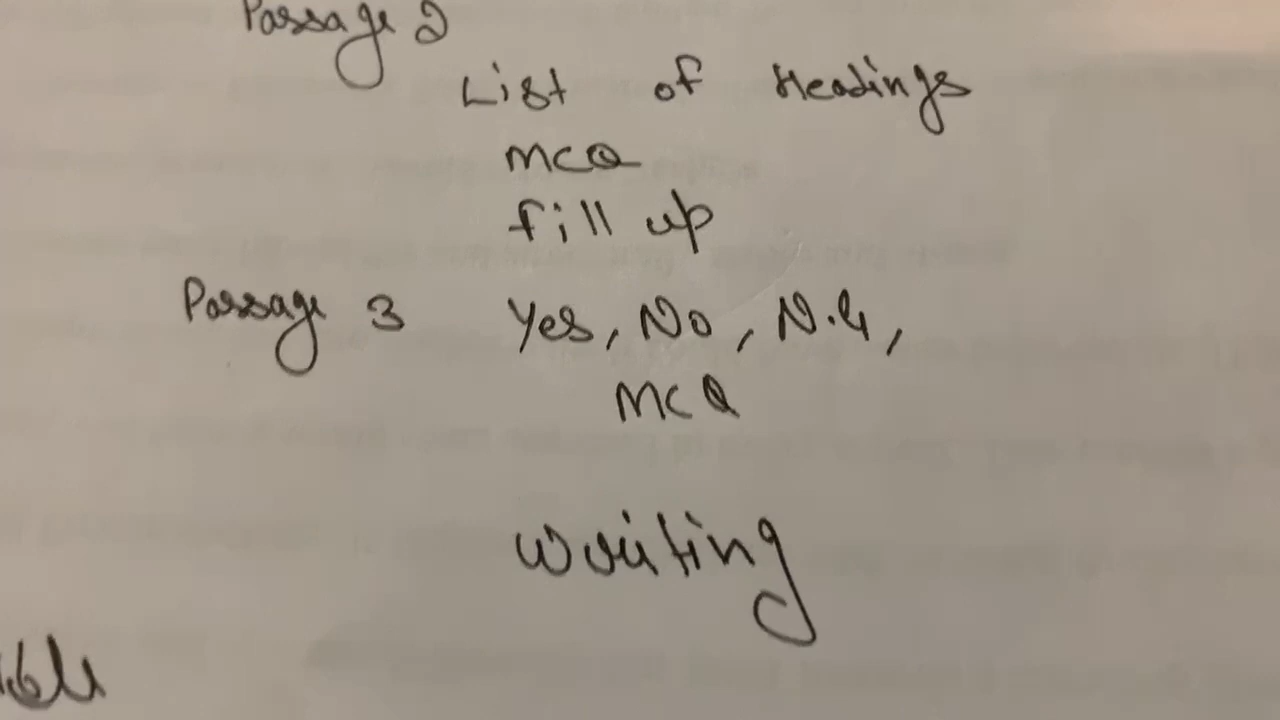 Passage 2
List of Headings
MCQ
fill up
Passage 3 Yes, No, N.G,
MCQ
Writing